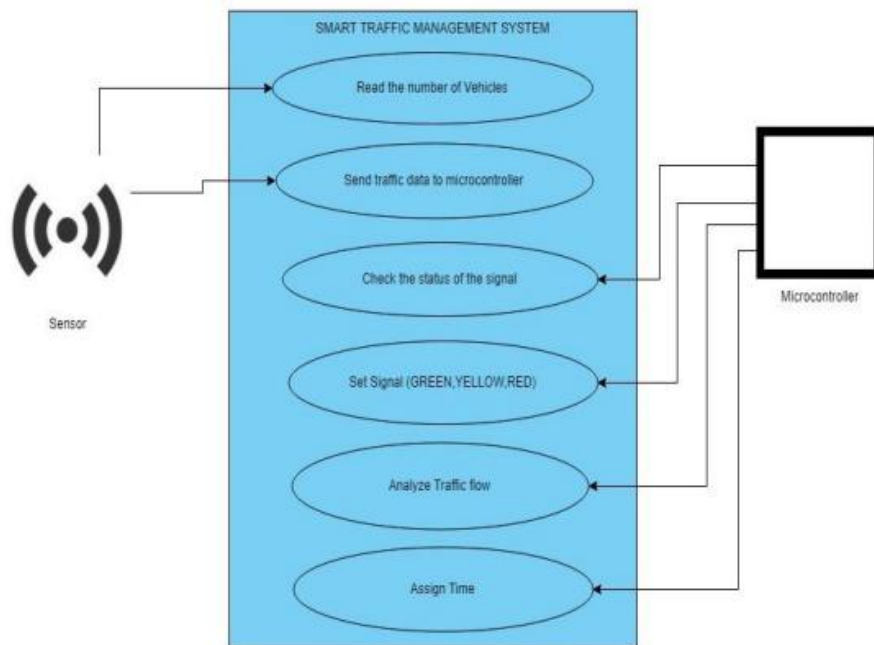 SMART TRAFFIC MANAGEMENT SYSTEM
Read the number of Vehicles
Send traffic data to microcontroller
Check the status of the signal
Microcontroller
Sensor
Set Signal (GREEN,YELLOW,RED)
Analyze Traffic flow
Assign Time